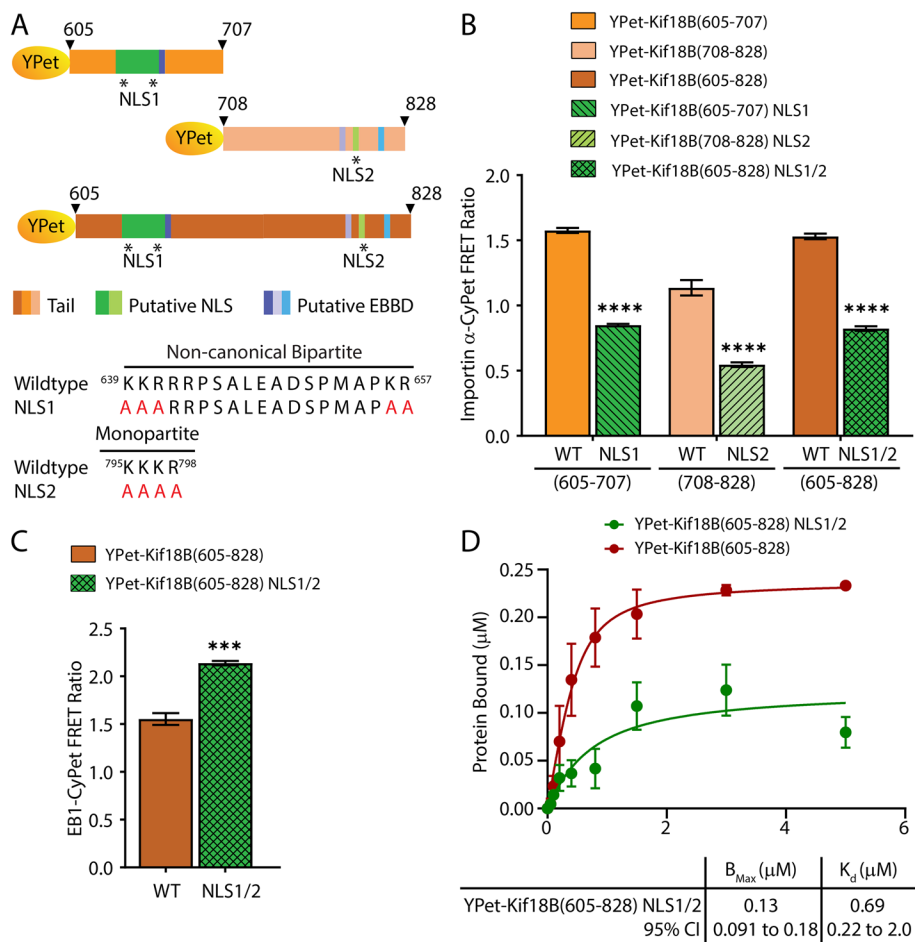 A
605 707
YPet
* *
NLS1
708 828
YPet
*
NLS2
605 828
YPet
* * *
NLS1 NLS2
Tail Putative NLS Putative EBBD
Non-canonical Bipartite
Wildtype 639 K K R R R P S A L E A D S P M A P K R 657
NLS1 A A A R R P S A L E A D S P M A P A A
Monopartite
Wildtype 795 K K K R 798
NLS2 A A A A
B
YPet-Kif18B(605-707)
YPet-Kif18B(708-828)
YPet-Kif18B(605-828)
YPet-Kif18B(605-707) NLS1
YPet-Kif18B(708-828) NLS2
YPet-Kif18B(605-828) NLS1/2
Importin α-CyPet FRET Ratio
2.0
1.5
1.0
0.5
0.0
**** **** ****
WT NLS1 WT NLS2 WT NLS1/2
(605-707) (708-828) (605-828)
C
YPet-Kif18B(605-828)
YPet-Kif18B(605-828) NLS1/2
EB1-CyPet FRET Ratio
2.5
2.0
1.5
1.0
0.5
0.0
***
WT NLS1/2
D
YPet-Kif18B(605-828) NLS1/2
YPet-Kif18B(605-828)
Protein Bound (μM)
0.25
0.20
0.15
0.10
0.05
0.00
0 2 4 6
BMax (μM) Kd (μM)
YPet-Kif18B(605-828) NLS1/2 0.13 0.69
95% CI 0.091 to 0.18 0.22 to 2.0